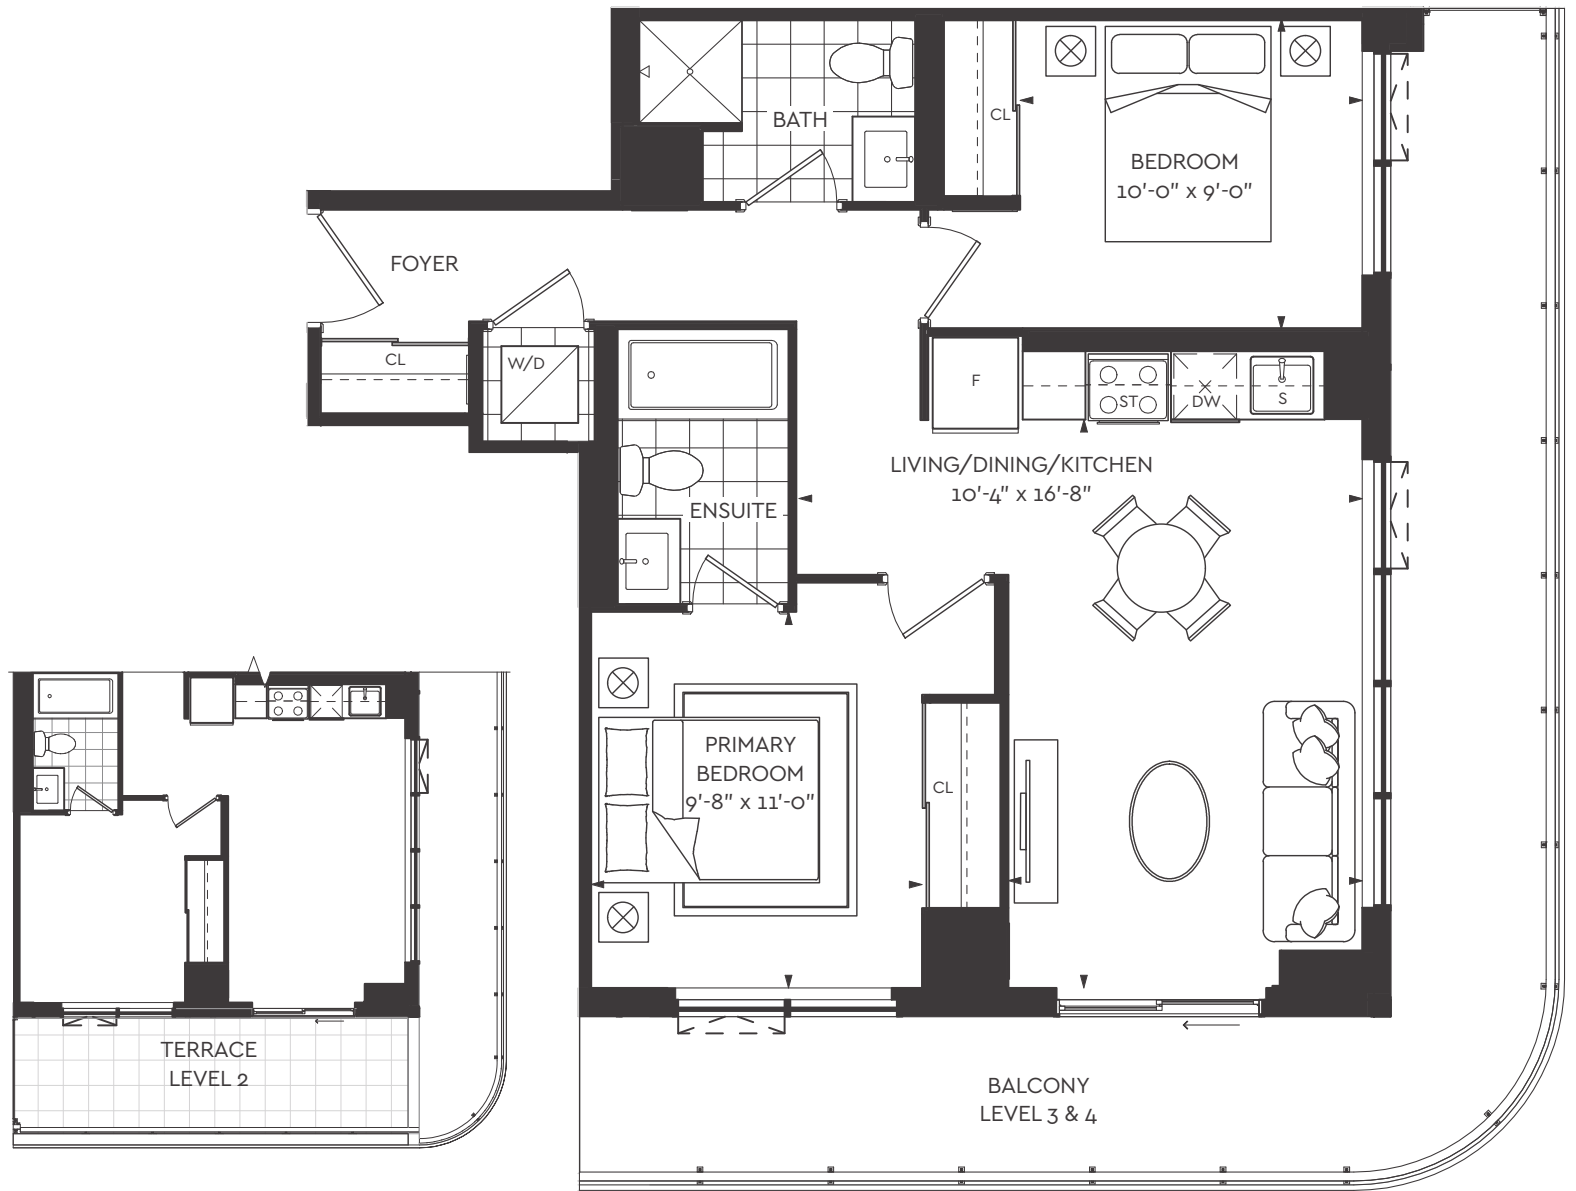 BATH
CL
BEDROOM
10'-0" x 9'-0"
FOYER
CL
W/D
F
ST
DW
S
LIVING/DINING/KITCHEN
10'-4" x 16'-8"
ENSUITE
PRIMARY
BEDROOM
9'-8" x 11'-0"
CL
TERRACE
LEVEL 2
BALCONY
LEVEL 3 & 4